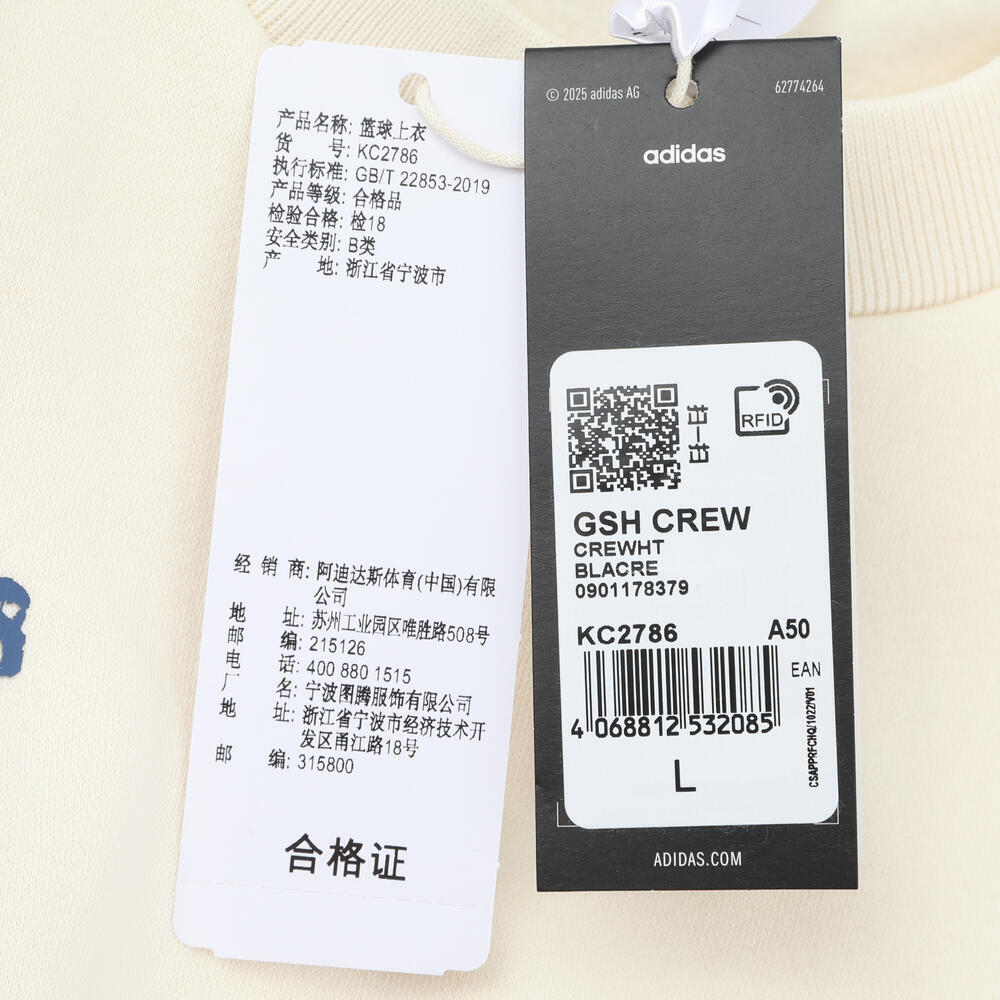 产品名称: 篮球上衣
货 号: KC2786
执行标准: GB/T 22853-2019
产品等级: 合格品
检验合格: 检18
安全类别: B类
产 地: 浙江省宁波市
经 销 商: 阿迪达斯体育(中国)有限
公司
地 址: 苏州工业园区唯胜路508号
邮 编: 215126
电 话: 400 880 1515
厂 名: 宁波图腾服饰有限公司
地 址: 浙江省宁波市经济技术开
发区甬江路18号
邮 编: 315800
合格证
© 2025 adidas AG
62774264
adidas
扫一扫
RFID
GSH CREW
CREWHT
BLACRE
0901178379
KC2786 A50
EAN
4 068812 532085
CSAPPRFCHQ/1022/V01
L
ADIDAS.COM